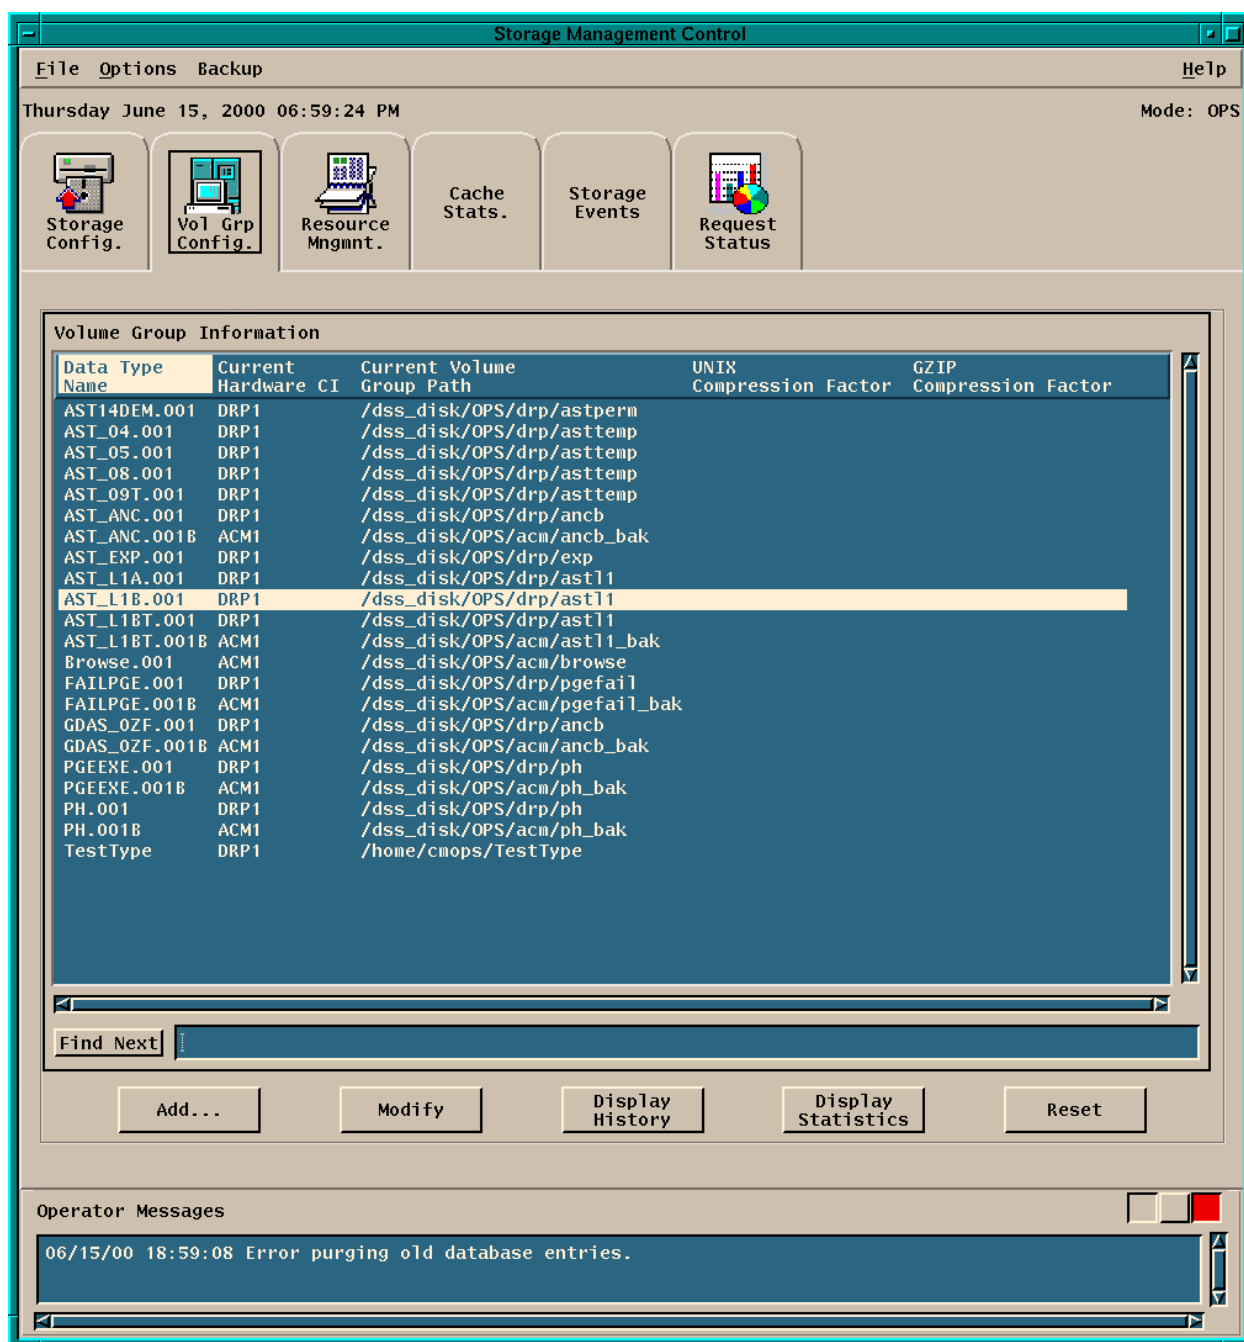 Storage Management Control
File Options Backup Help
Thursday June 15, 2000 06:59:24 PM Mode: OPS
Storage Config.
Vol Grp Config.
Resource Mngmnt.
Cache Stats.
Storage Events
Request Status
Volume Group Information
Data Type Name Current Hardware CI Current Volume Group Path UNIX Compression Factor GZIP Compression Factor
AST14DEM.001 DRP1 /dss_disk/OPS/drp/astperm
AST_04.001 DRP1 /dss_disk/OPS/drp/asttemp
AST_05.001 DRP1 /dss_disk/OPS/drp/asttemp
AST_08.001 DRP1 /dss_disk/OPS/drp/asttemp
AST_09T.001 DRP1 /dss_disk/OPS/drp/asttemp
AST_ANC.001 DRP1 /dss_disk/OPS/drp/ancb
AST_ANC.001B ACM1 /dss_disk/OPS/acm/ancb_bak
AST_EXP.001 DRP1 /dss_disk/OPS/drp/exp
AST_L1A.001 DRP1 /dss_disk/OPS/drp/astl1
AST_L1B.001 DRP1 /dss_disk/OPS/drp/astl1
AST_L1BT.001 DRP1 /dss_disk/OPS/drp/astl1
AST_L1BT.001B ACM1 /dss_disk/OPS/acm/astl1_bak
Browse.001 ACM1 /dss_disk/OPS/acm/browse
FAILPGE.001 DRP1 /dss_disk/OPS/drp/pgefail
FAILPGE.001B ACM1 /dss_disk/OPS/acm/pgefail_bak
GDAS_0ZF.001 DRP1 /dss_disk/OPS/drp/ancb
GDAS_0ZF.001B ACM1 /dss_disk/OPS/acm/ancb_bak
PGEEXE.001 DRP1 /dss_disk/OPS/drp/ph
PGEEXE.001B ACM1 /dss_disk/OPS/acm/ph_bak
PH.001 DRP1 /dss_disk/OPS/drp/ph
PH.001B ACM1 /dss_disk/OPS/acm/ph_bak
TestType DRP1 /home/cmops/TestType
Find Next
Add... Modify Display History Display Statistics Reset
Operator Messages
06/15/00 18:59:08 Error purging old database entries.